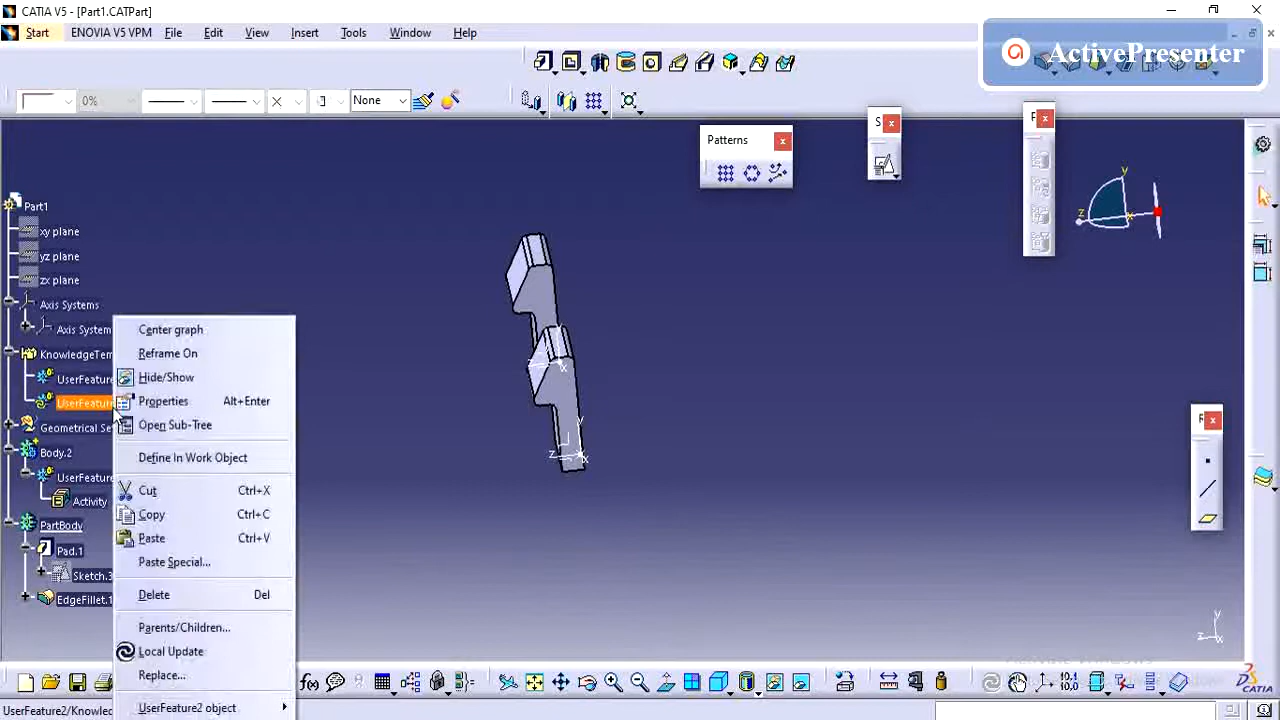 CATIA V5 - [Part1.CATPart]
Start ENOVIA V5 VPM File Edit View Insert Tools Window Help
ActivePresenter
0% None
Patterns
S
F
y
z
x
Part1
xy plane
yz plane
zx plane
Axis Systems
Axis System
KnowledgeTem
UserFeature
UserFeature
Geometrical Set
Body.2
UserFeature
Activity
PartBody
Pad.1
Sketch.3
EdgeFillet.1
Center graph
Reframe On
Hide/Show
Properties Alt+Enter
Open Sub-Tree
Define In Work Object
Cut Ctrl+X
Copy Ctrl+C
Paste Ctrl+V
Paste Special...
Delete Del
Parents/Children...
Local Update
Replace...
UserFeature2 object
UserFeature2/Knowled
CATIA